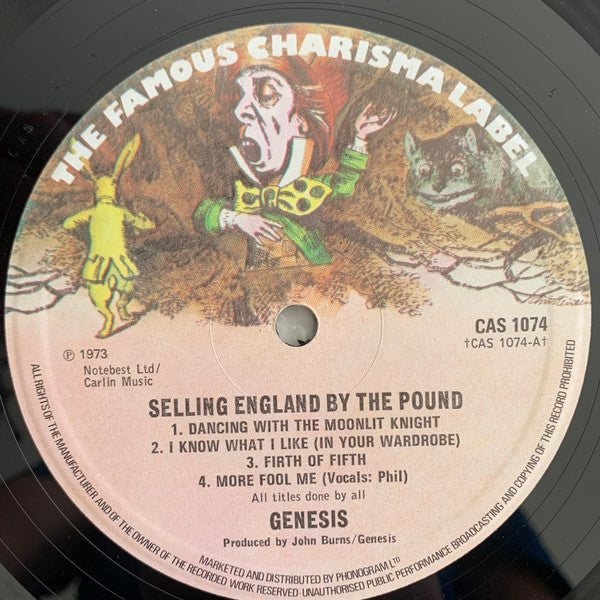 THE FAMOUS CHARISMA LABEL
CAS 1074
†CAS 1074-A†
℗ 1973
Notebest Ltd/
Carlin Music
SELLING ENGLAND BY THE POUND
1. DANCING WITH THE MOONLIT KNIGHT
2. I KNOW WHAT I LIKE (IN YOUR WARDROBE)
3. FIRTH OF FIFTH
4. MORE FOOL ME (Vocals: Phil)
All titles done by all
GENESIS
Produced by John Burns/Genesis
MARKETED AND DISTRIBUTED BY PHONOGRAM LTD
ALL RIGHTS OF THE MANUFACTURER AND OF THE OWNER OF THE RECORDED WORK RESERVED·UNAUTHORISED PUBLIC PERFORMANCE BROADCASTING AND COPYING OF THIS RECORD PROHIBITED